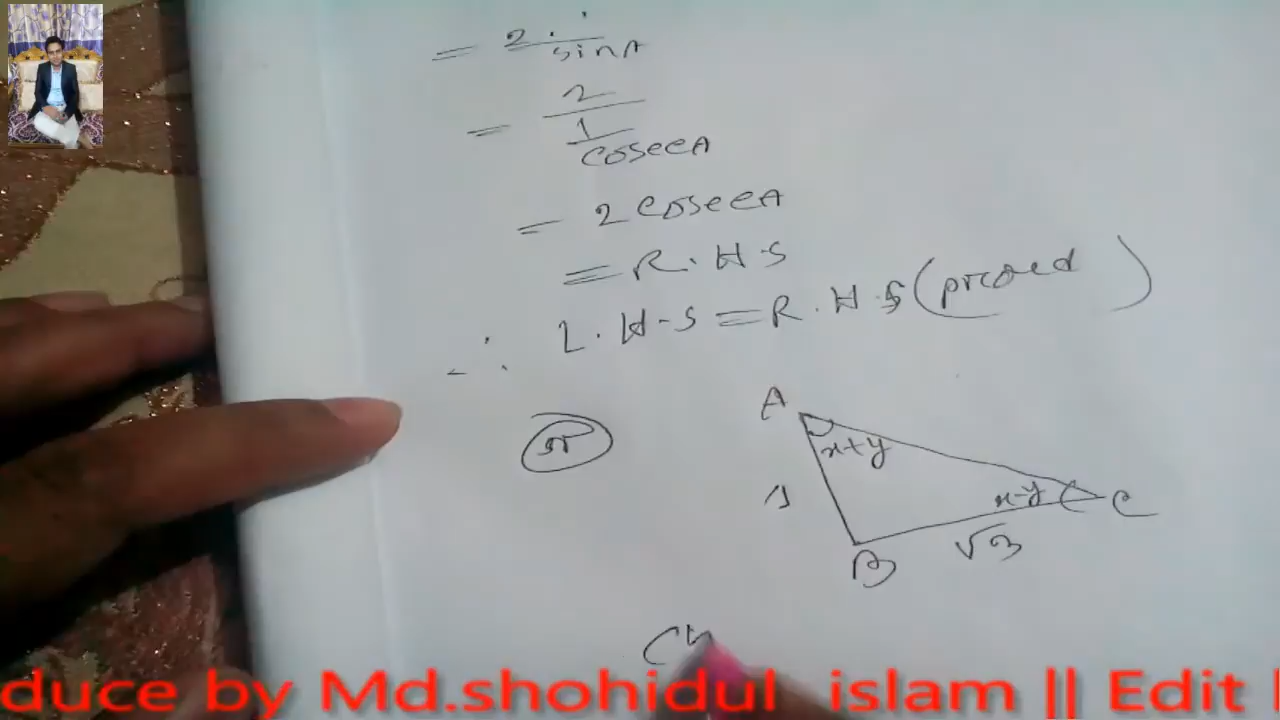 = 2 · / sinA
= 2 / 1 / cosecA
= 2 cosecA
= R.H.S
∴ L.H.S = R.H.S (proved)
গ
A
x+y
1
x-y
C
B
√3
duce by Md.shohidul islam || Edit